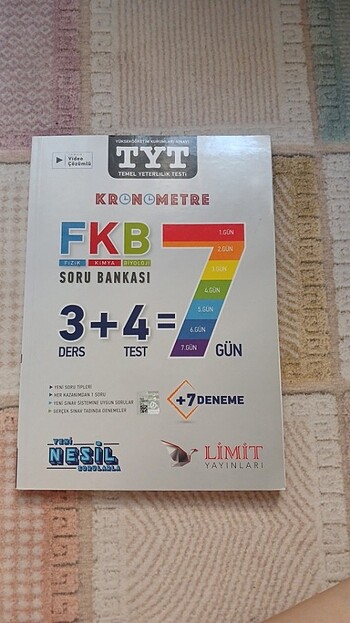 Video
Çözümlü
YÜKSEKÖĞRETİM KURUMLARI SINAVI
TYT
TEMEL YETERLİLİK TESTİ
KRONOMETRE
FKB
FİZİK KİMYA BİYOLOJİ
SORU BANKASI
3+4=7
DERS TEST GÜN
1.GÜN
2.GÜN
3.GÜN
4.GÜN
5.GÜN
6.GÜN
7.GÜN
YENİ SORU TİPLERİ
HER KAZANIMDAN 1 SORU
YENİ SINAV SİSTEMİNE UYGUN SORULAR
GERÇEK SINAV TADINDA DENEMELER
+7 DENEME
YENİ
NESİL
SORULARLA
LİMİT
YAYINLARI